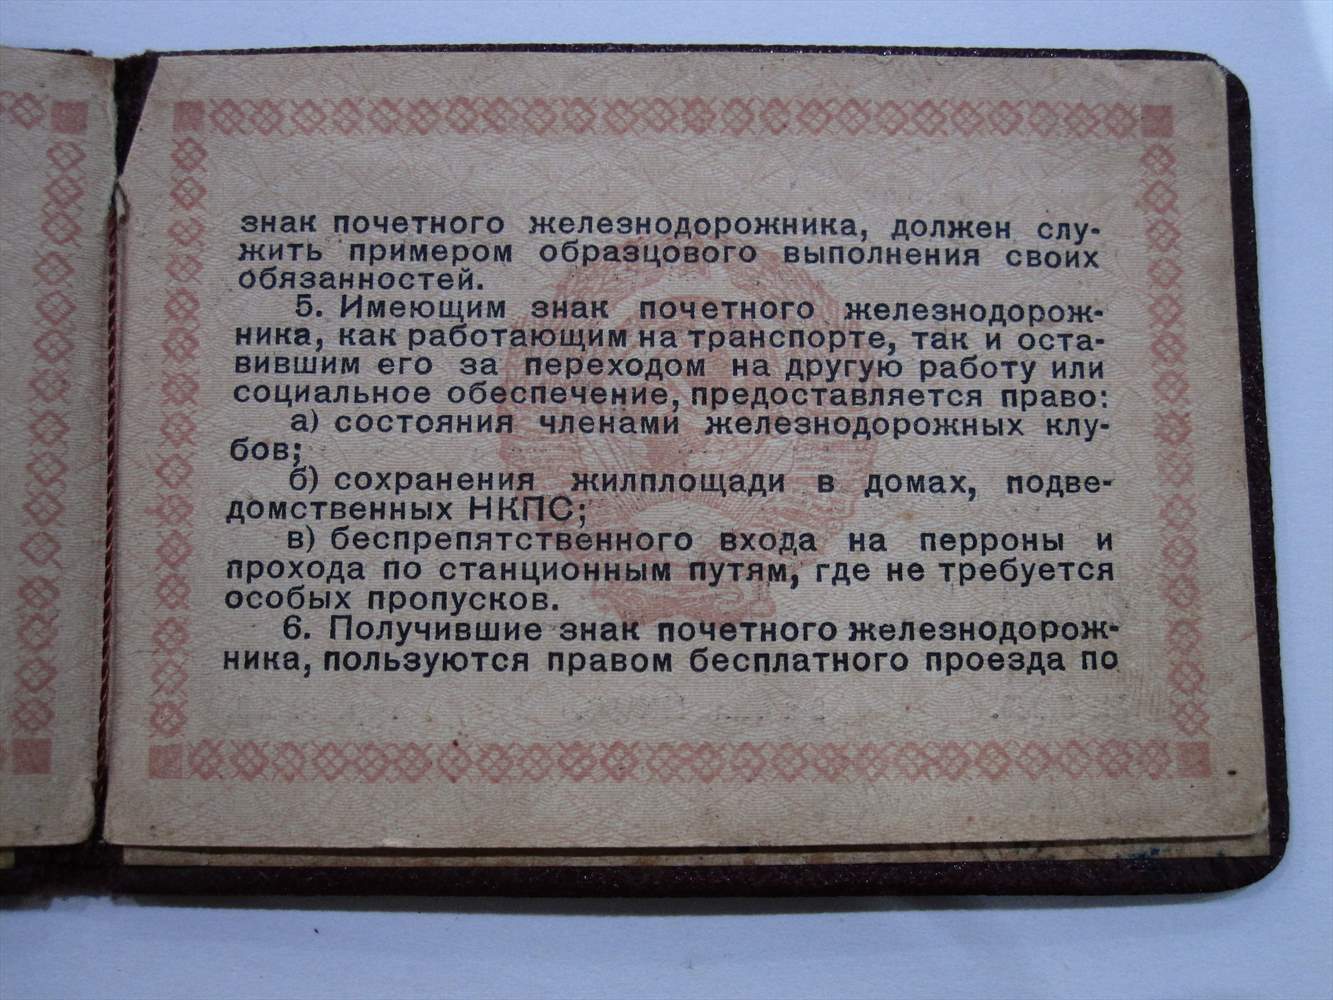 знак почетного железнодорожника, должен слу-
жить примером образцового выполнения своих
обязанностей.
5. Имеющим знак почетного железнодорож-
ника, как работающим на транспорте, так и оста-
вившим его за переходом на другую работу или
социальное обеспечение, предоставляется право:
а) состояния членами железнодорожных клу-
бов;
б) сохранения жилплощади в домах, подве-
домственных НКПС;
в) беспрепятственного входа на перроны и
прохода по станционным путям, где не требуется
особых пропусков.
6. Получившие знак почетного железнодорож-
ника, пользуются правом бесплатного проезда по